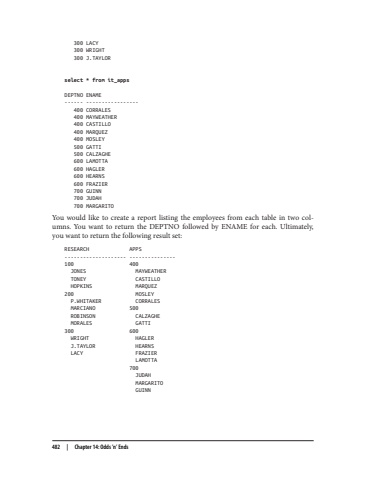 300 LACY
300 WRIGHT
300 J.TAYLOR
select * from it_apps
DEPTNO ENAME
------ -----------------
400 CORRALES
400 MAYWEATHER
400 CASTILLO
400 MARQUEZ
400 MOSLEY
500 GATTI
500 CALZAGHE
600 LAMOTTA
600 HAGLER
600 HEARNS
600 FRAZIER
700 GUINN
700 JUDAH
700 MARGARITO
You would like to create a report listing the employees from each table in two col-
umns. You want to return the DEPTNO followed by ENAME for each. Ultimately,
you want to return the following result set:
RESEARCH APPS
-------------------- ---------------
100 400
JONES MAYWEATHER
TONEY CASTILLO
HOPKINS MARQUEZ
200 MOSLEY
P.WHITAKER CORRALES
MARCIANO 500
ROBINSON CALZAGHE
MORALES GATTI
300 600
WRIGHT HAGLER
J.TAYLOR HEARNS
LACY FRAZIER
LAMOTTA
700
JUDAH
MARGARITO
GUINN
482 | Chapter 14: Odds 'n' Ends